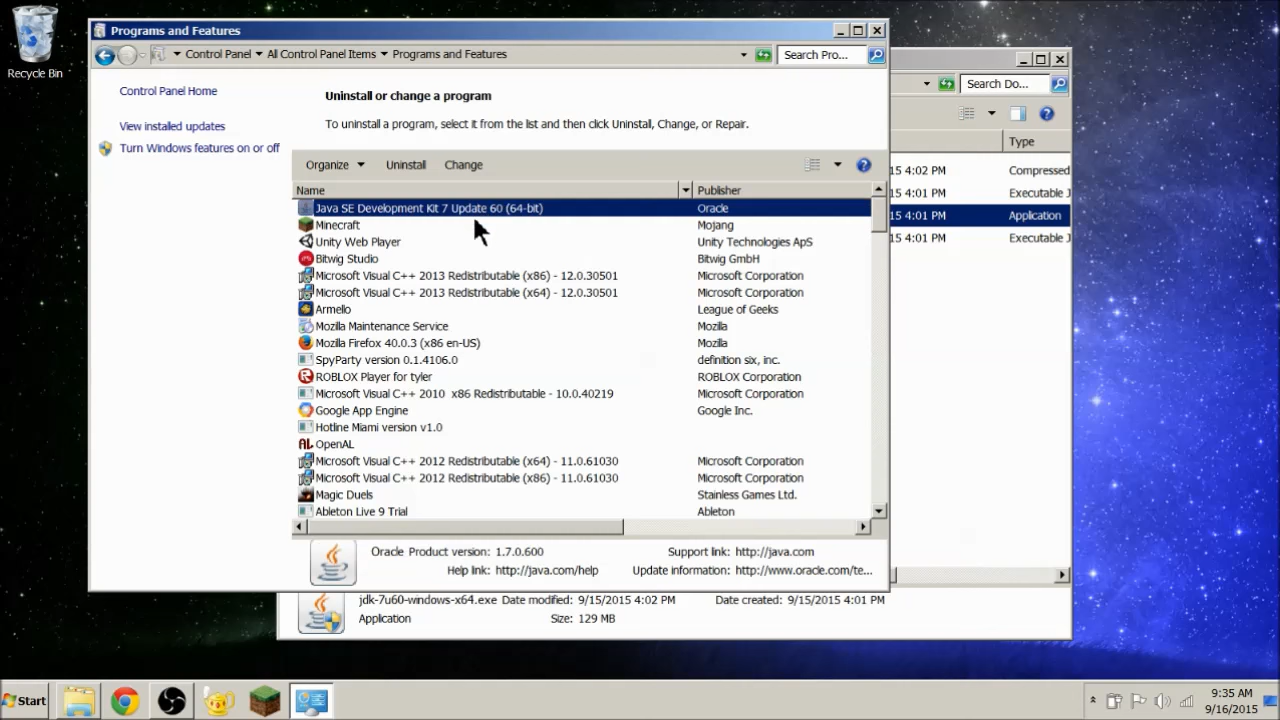 Recycle Bin
Programs and Features
Control Panel All Control Panel Items Programs and Features
Search Pro...
Search Do...
Control Panel Home
View installed updates
Turn Windows features on or off
Uninstall or change a program
To uninstall a program, select it from the list and then click Uninstall, Change, or Repair.
Organize Uninstall Change
Name Publisher
Java SE Development Kit 7 Update 60 (64-bit) Oracle
Minecraft Mojang
Unity Web Player Unity Technologies ApS
Bitwig Studio Bitwig GmbH
Microsoft Visual C++ 2013 Redistributable (x86) - 12.0.30501 Microsoft Corporation
Microsoft Visual C++ 2013 Redistributable (x64) - 12.0.30501 Microsoft Corporation
Armello League of Geeks
Mozilla Maintenance Service Mozilla
Mozilla Firefox 40.0.3 (x86 en-US) Mozilla
SpyParty version 0.1.4106.0 definition six, inc.
ROBLOX Player for tyler ROBLOX Corporation
Microsoft Visual C++ 2010 x86 Redistributable - 10.0.40219 Microsoft Corporation
Google App Engine Google Inc.
Hotline Miami version v1.0
AL OpenAL
Microsoft Visual C++ 2012 Redistributable (x64) - 11.0.61030 Microsoft Corporation
Microsoft Visual C++ 2012 Redistributable (x86) - 11.0.61030 Microsoft Corporation
Magic Duels Stainless Games Ltd.
Ableton Live 9 Trial Ableton
Oracle Product version: 1.7.0.600 Support link: http://java.com
Help link: http://java.com/help Update information: http://www.oracle.com/te...
Type
15 4:02 PM Compressed
15 4:01 PM Executable J
15 4:01 PM Application
15 4:01 PM Executable J
jdk-7u60-windows-x64.exe Date modified: 9/15/2015 4:02 PM Date created: 9/15/2015 4:01 PM
Application Size: 129 MB
Start
9:35 AM
9/16/2015